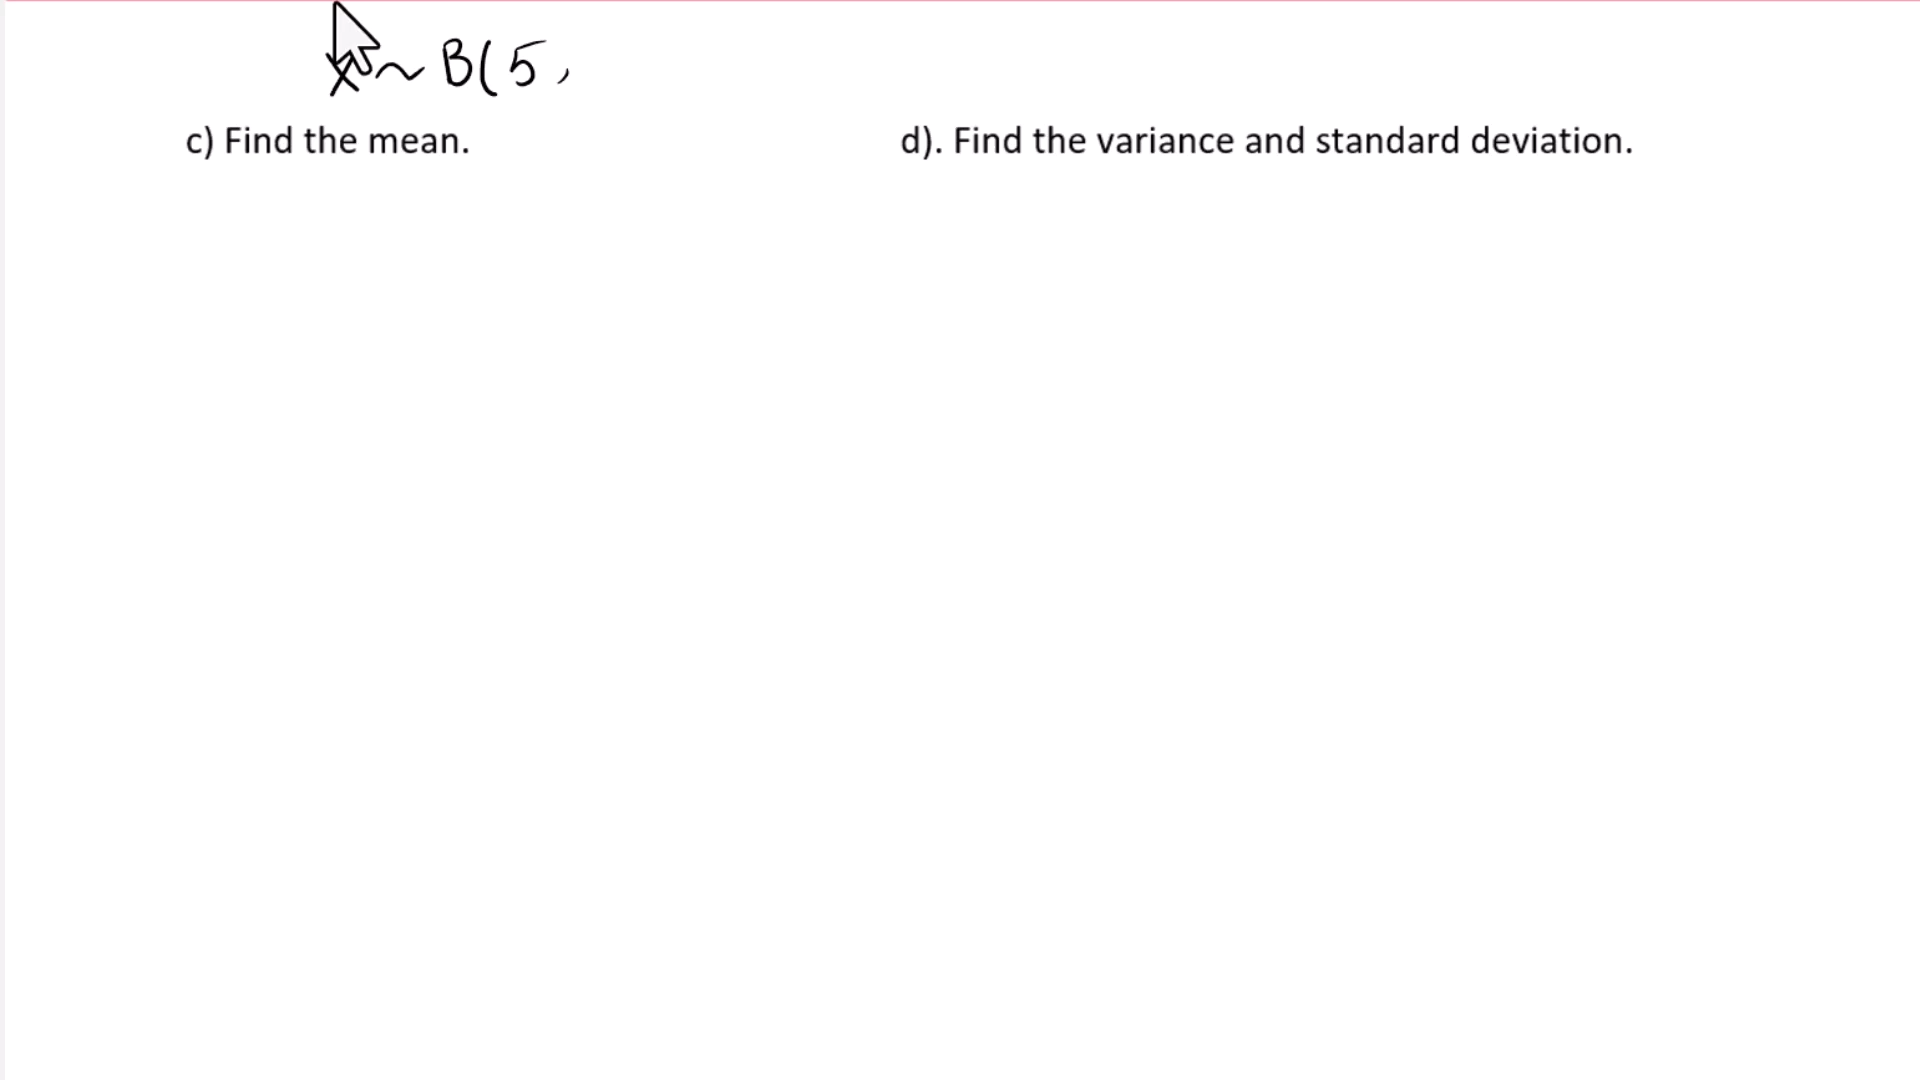 X ~ B(5,
c) Find the mean.
d). Find the variance and standard deviation.